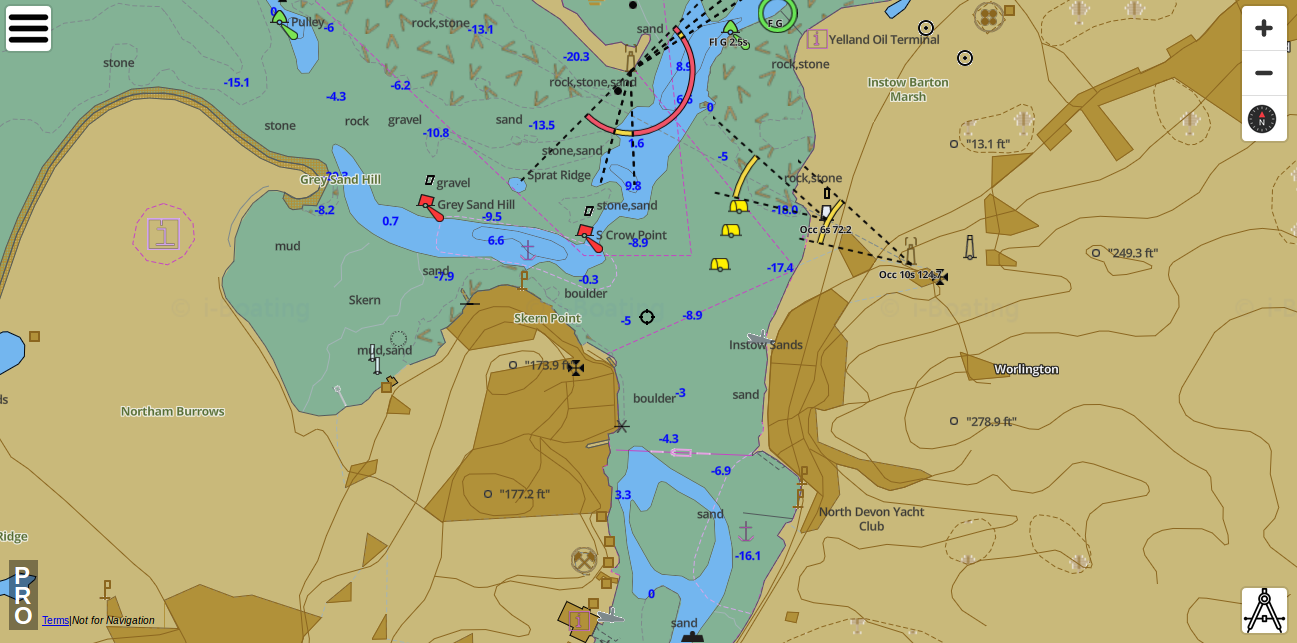 0
Pulley
-6
rock,stone
-13.1
sand
F G
Fl G 2.5s
Yelland Oil Terminal
stone
-20.3
8.9
rock,stone
-15.1
-6.2
rock,stone,sand
Instow Barton
Marsh
-4.3
0
stone
rock
gravel
sand
-13.5
-10.8
"13.1 ft"
stone,sand
-5
Sprat Ridge
rock,stone
Grey Sand Hill
gravel
9.8
-8.2
0.7
Grey Sand Hill
-9.5
stone,sand
-18.9
Occ 6s 72.2
6.6
S Crow Point
-8.9
mud
"249.3 ft"
sand
-7.9
-0.3
-17.4
Occ 10s 124.7
boulder
Skern
© i-Boating
Skern Point
-5
-8.9
mud,sand
Instow Sands
"173.9 ft"
Worlington
Northam Burrows
boulder
-3
sand
"278.9 ft"
-4.3
-6.9
"177.2 ft"
3.3
sand
North Devon Yacht
Club
Ridge
-16.1
0
PRO
Terms|Not for Navigation
sand
N